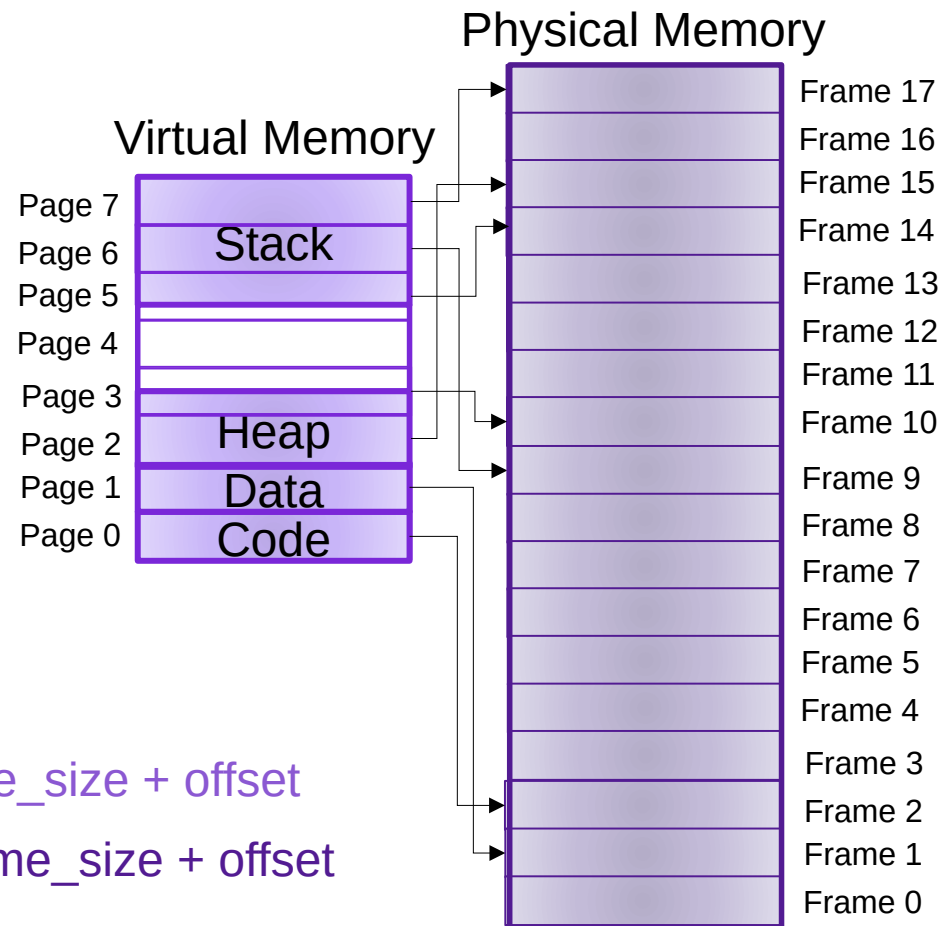 Physical Memory
Virtual Memory
Page 7
Page 6
Page 5
Page 4
Page 3
Page 2
Page 1
Page 0
Stack
Heap
Data
Code
Frame 17
Frame 16
Frame 15
Frame 14
Frame 13
Frame 12
Frame 11
Frame 10
Frame 9
Frame 8
Frame 7
Frame 6
Frame 5
Frame 4
Frame 3
Frame 2
Frame 1
Frame 0
e_size + offset
me_size + offset